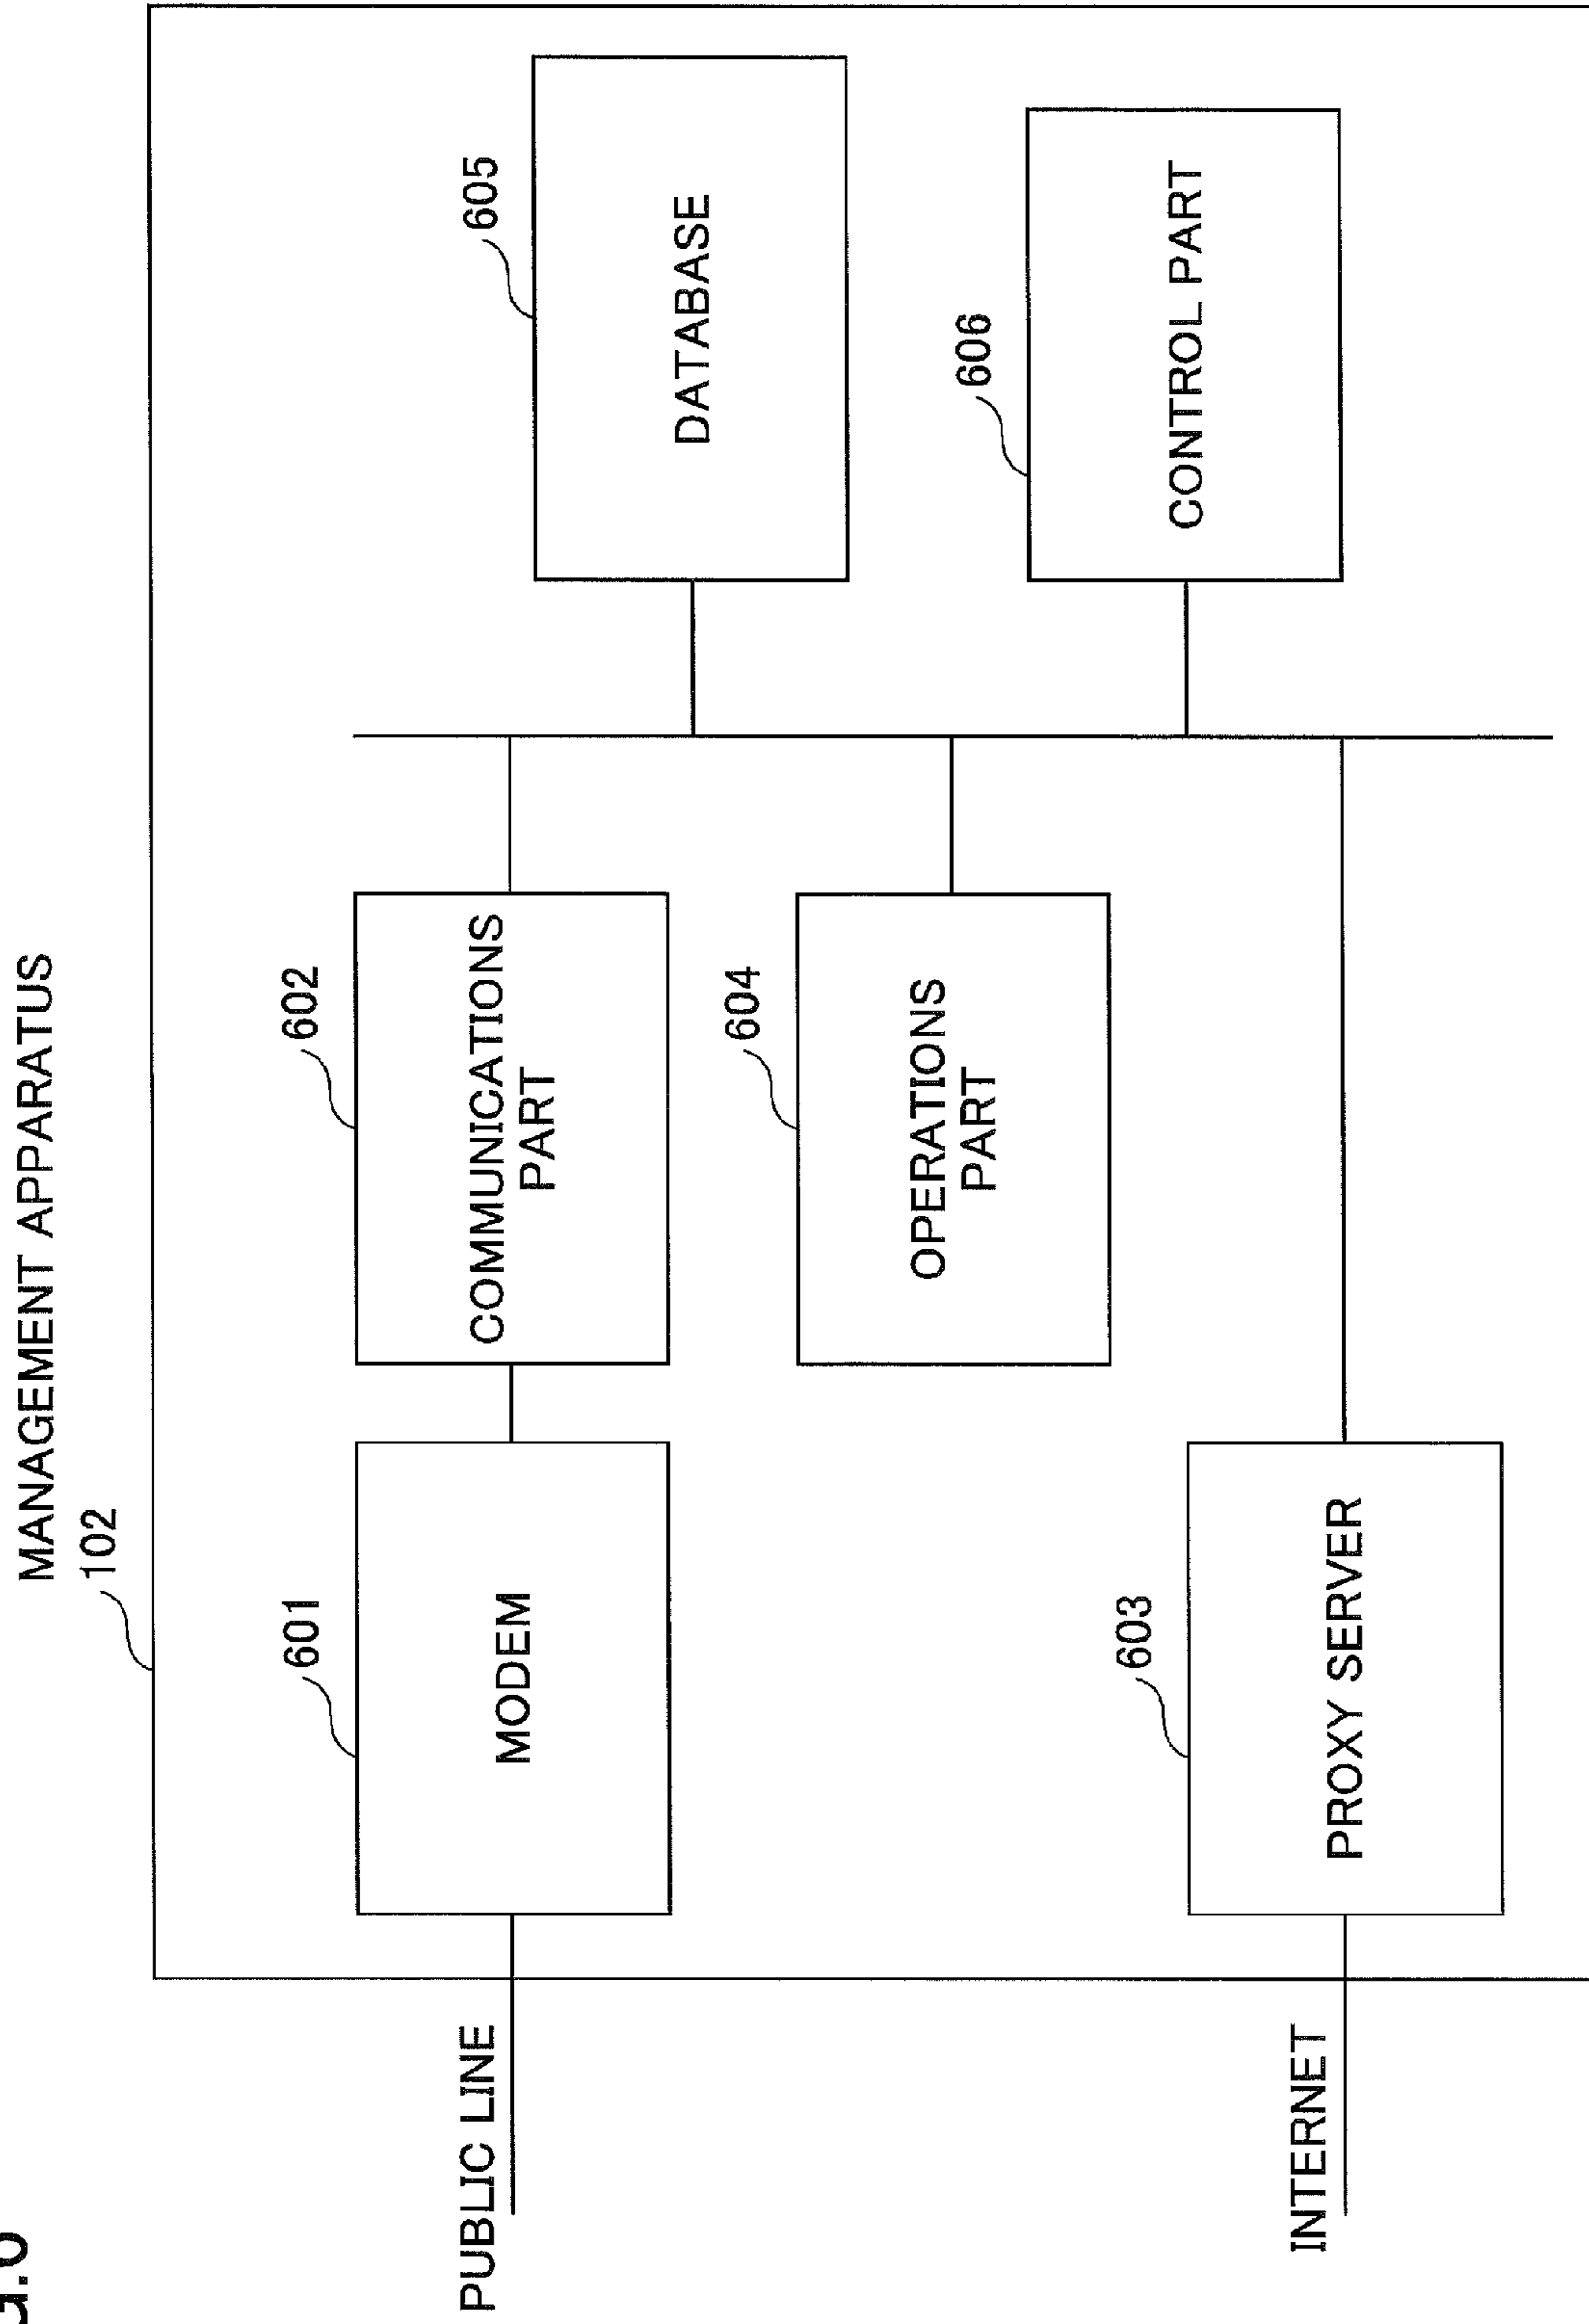 MANAGEMENT APPARATUS
102
601
MODEM
602
COMMUNICATIONS
PART
605
DATABASE
604
OPERATIONS
PART
606
CONTROL PART
603
PROXY SERVER
PUBLIC LINE
INTERNET